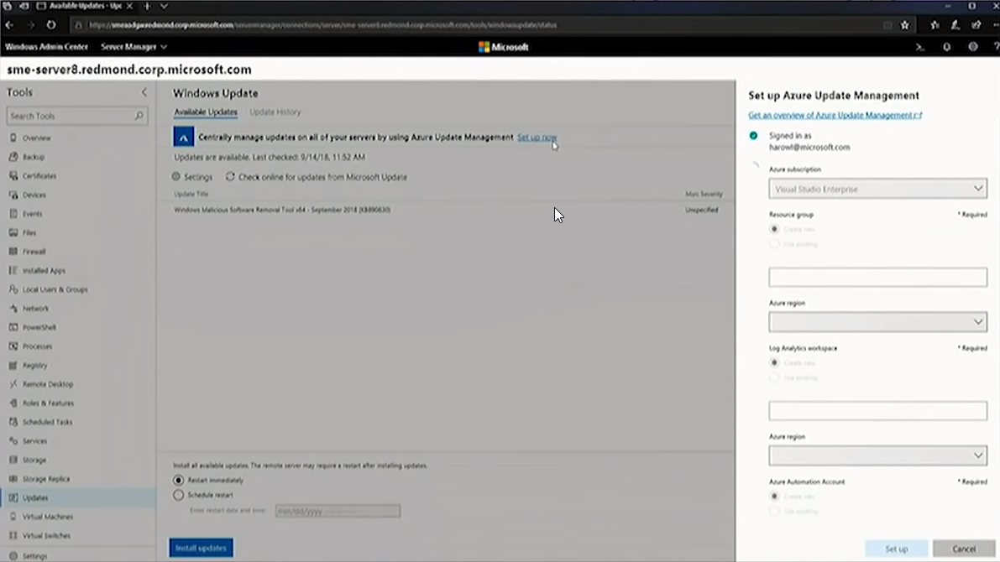 Available Updates - Upd
https://smeaadgw.redmond.corp.microsoft.com/servermanager/connections/server/sme-server8.redmond.corp.microsoft.com/tools/windowsupdate/status
Windows Admin Center Server Manager
Microsoft
sme-server8.redmond.corp.microsoft.com
Tools
Search Tools
Overview
Backup
Certificates
Devices
Events
Files
Firewall
Installed Apps
Local Users & Groups
Network
PowerShell
Processes
Registry
Remote Desktop
Roles & Features
Scheduled Tasks
Services
Storage
Storage Replica
Updates
Virtual Machines
Virtual Switches
Settings
Windows Update
Available Updates Update History
Centrally manage updates on all of your servers by using Azure Update Management Set up now
Updates are available. Last checked: 9/14/18, 11:52 AM
Settings Check online for updates from Microsoft Update
Update Title Msrc Severity
Windows Malicious Software Removal Tool x64 - September 2018 (KB890830) Unspecified
Install all available updates. The remote server may require a restart after installing updates.
Restart immediately
Schedule restart
Enter restart date and time: mm/dd/yyyy
Install updates
Set up Azure Update Management
Get an overview of Azure Update Management
Signed in as
harowl@microsoft.com
Azure subscription
Visual Studio Enterprise
Resource group * Required
Create new
Use existing
Azure region
Log Analytics workspace * Required
Create new
Use existing
Azure region
Azure Automation Account * Required
Create new
Use existing
Set up Cancel